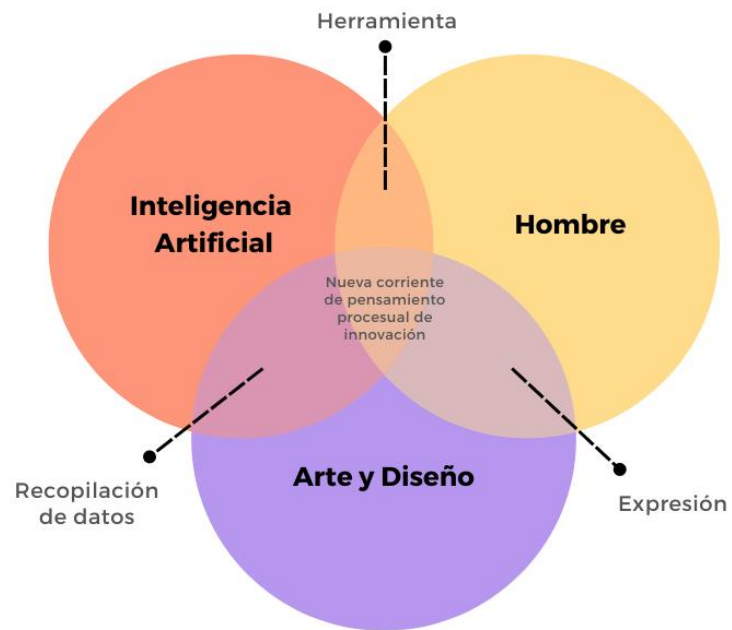 Herramienta
Inteligencia
Artificial
Hombre
Nueva corriente
de pensamiento
procesual de
innovación
Arte y Diseño
Recopilación
de datos
Expresión